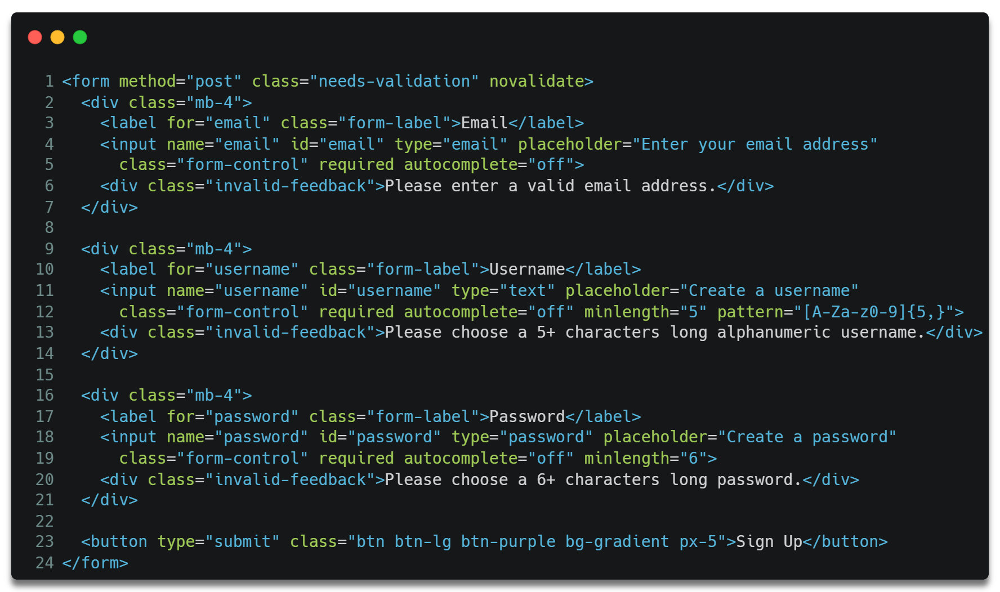 1 <form method="post" class="needs-validation" novalidate>
2   <div class="mb-4">
3     <label for="email" class="form-label">Email</label>
4     <input name="email" id="email" type="email" placeholder="Enter your email address"
5       class="form-control" required autocomplete="off">
6     <div class="invalid-feedback">Please enter a valid email address.</div>
7   </div>
8
9   <div class="mb-4">
10     <label for="username" class="form-label">Username</label>
11     <input name="username" id="username" type="text" placeholder="Create a username"
12       class="form-control" required autocomplete="off" minlength="5" pattern="[A-Za-z0-9]{5,}">
13     <div class="invalid-feedback">Please choose a 5+ characters long alphanumeric username.</div>
14   </div>
15
16   <div class="mb-4">
17     <label for="password" class="form-label">Password</label>
18     <input name="password" id="password" type="password" placeholder="Create a password"
19       class="form-control" required autocomplete="off" minlength="6">
20     <div class="invalid-feedback">Please choose a 6+ characters long password.</div>
21   </div>
22
23   <button type="submit" class="btn btn-lg btn-purple bg-gradient px-5">Sign Up</button>
24 </form>